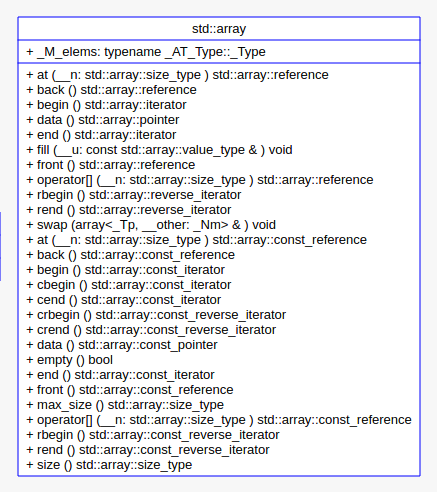 std::array
+ _M_elems: typename _AT_Type::_Type
+ at (__n: std::array::size_type ) std::array::reference
+ back () std::array::reference
+ begin () std::array::iterator
+ data () std::array::pointer
+ end () std::array::iterator
+ fill (__u: const std::array::value_type & ) void
+ front () std::array::reference
+ operator[] (__n: std::array::size_type ) std::array::reference
+ rbegin () std::array::reverse_iterator
+ rend () std::array::reverse_iterator
+ swap (array<_Tp, __other: _Nm> & ) void
+ at (__n: std::array::size_type ) std::array::const_reference
+ back () std::array::const_reference
+ begin () std::array::const_iterator
+ cbegin () std::array::const_iterator
+ cend () std::array::const_iterator
+ crbegin () std::array::const_reverse_iterator
+ crend () std::array::const_reverse_iterator
+ data () std::array::const_pointer
+ empty () bool
+ end () std::array::const_iterator
+ front () std::array::const_reference
+ max_size () std::array::size_type
+ operator[] (__n: std::array::size_type ) std::array::const_reference
+ rbegin () std::array::const_reverse_iterator
+ rend () std::array::const_reverse_iterator
+ size () std::array::size_type